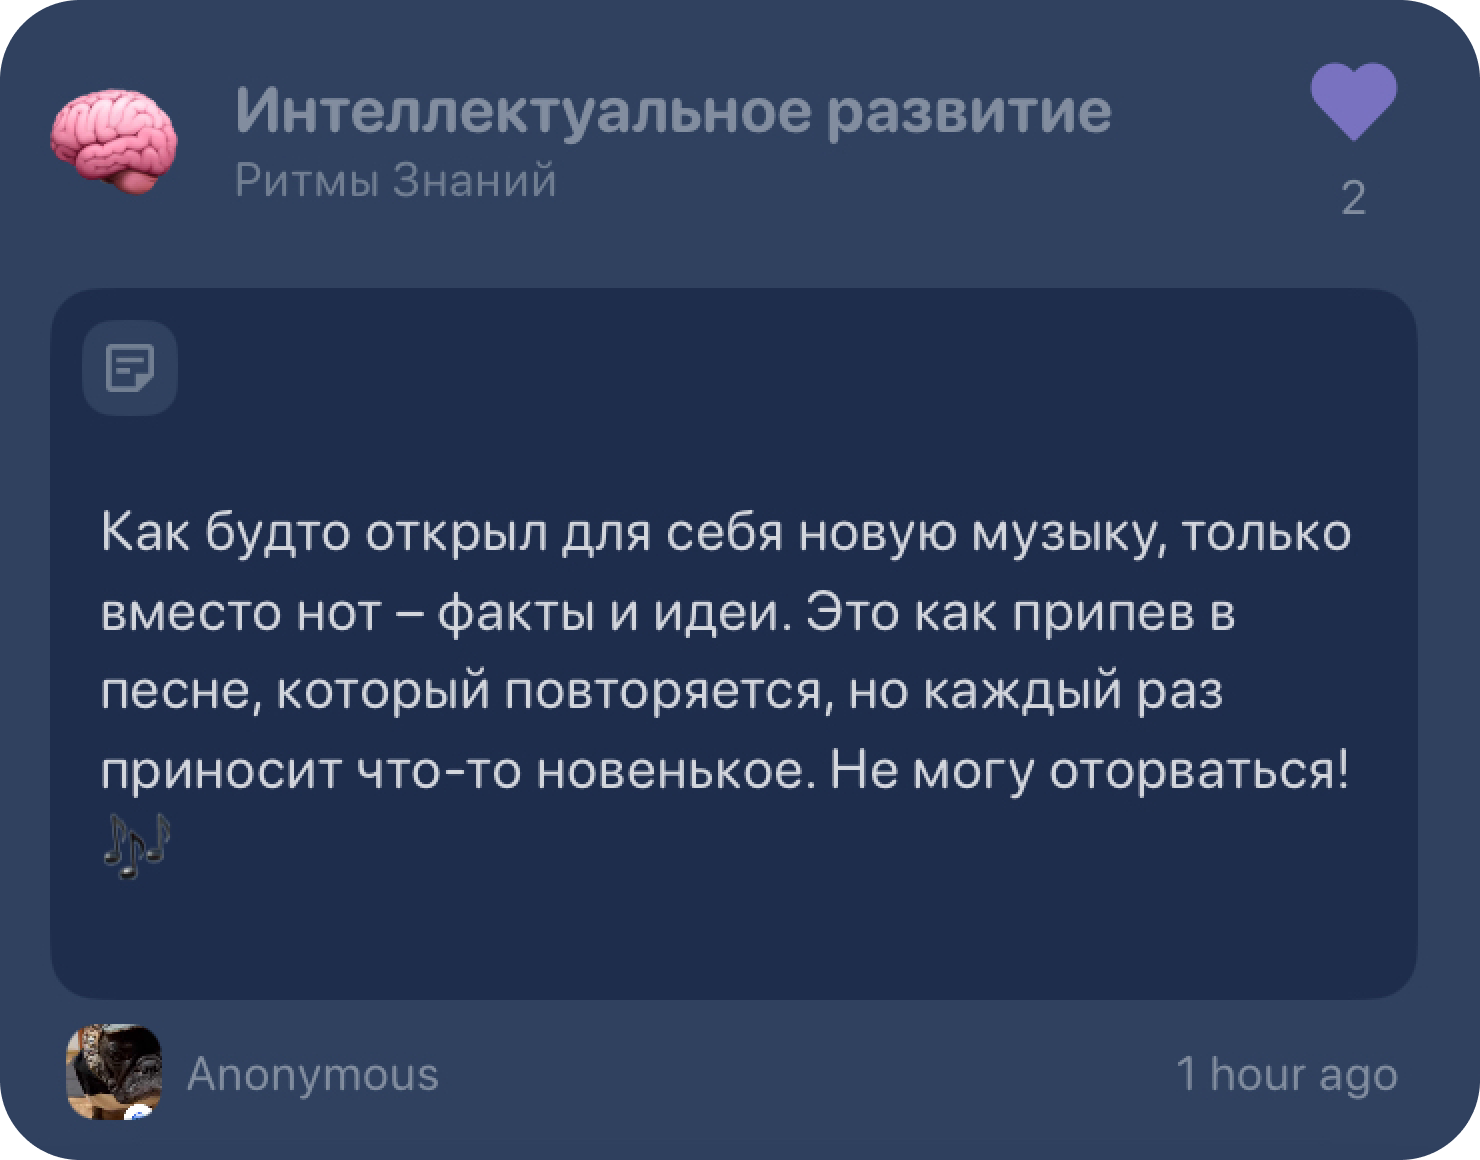 Интеллектуальное развитие
Ритмы Знаний
2
Как будто открыл для себя новую музыку, только
вместо нот – факты и идеи. Это как припев в
песне, который повторяется, но каждый раз
приносит что-то новенькое. Не могу оторваться!
🎶
Anonymous
1 hour ago